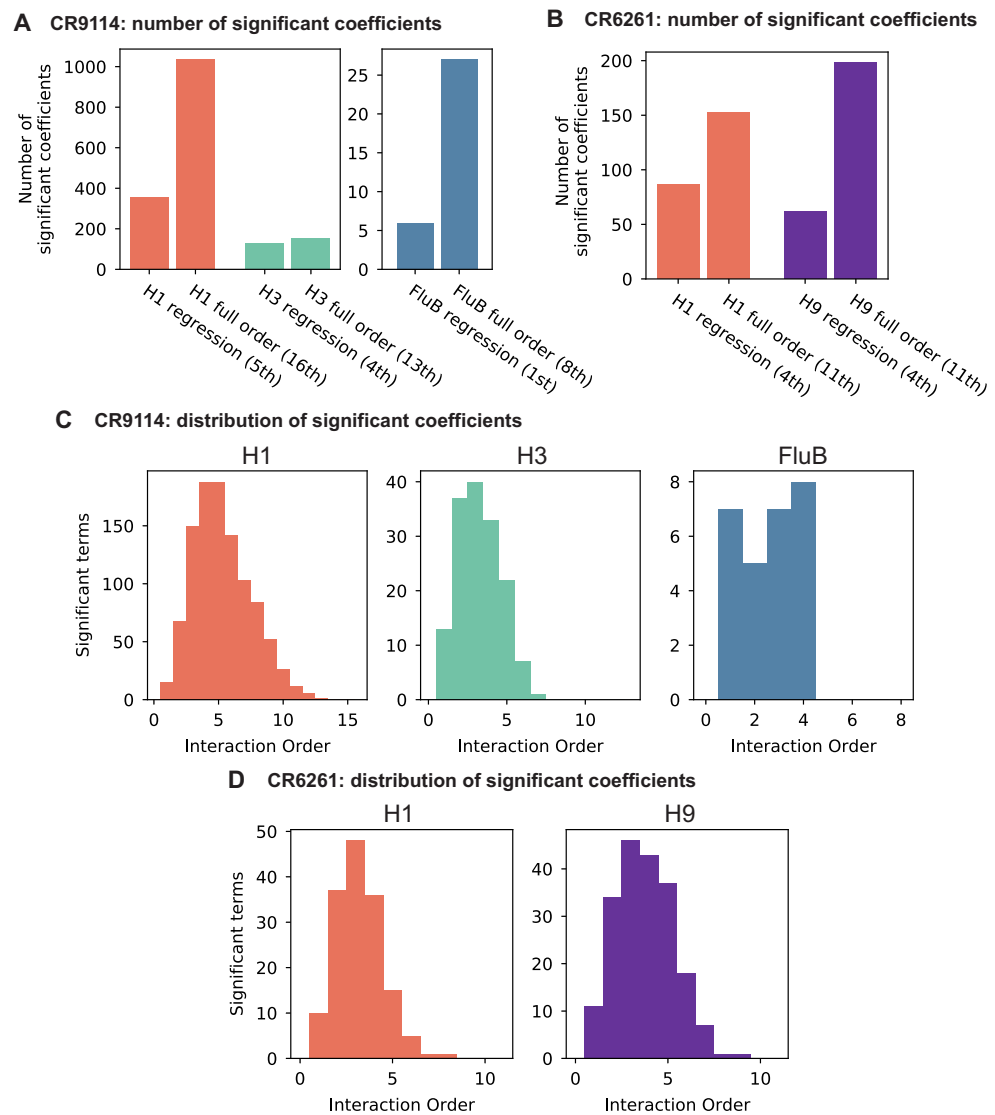 A CR9114: number of significant coefficients
Number of
significant coefficients
1000
800
600
400
200
0
25
20
15
10
5
0
H1 regression (5th)
H1 full order (16th)
H3 regression (4th)
H3 full order (13th)
FluB regression (1st)
FluB full order (8th)
B CR6261: number of significant coefficients
Number of
significant coefficients
200
150
100
50
0
H1 regression (4th)
H1 full order (11th)
H9 regression (4th)
H9 full order (11th)
C CR9114: distribution of significant coefficients
H1
Significant terms
150
100
50
0
0 5 10 15
Interaction Order
H3
40
30
20
10
0
0 5 10
Interaction Order
FluB
8
6
4
2
0
0 2 4 6 8
Interaction Order
D CR6261: distribution of significant coefficients
H1
Significant terms
50
40
30
20
10
0
0 5 10
Interaction Order
H9
40
30
20
10
0
0 5 10
Interaction Order